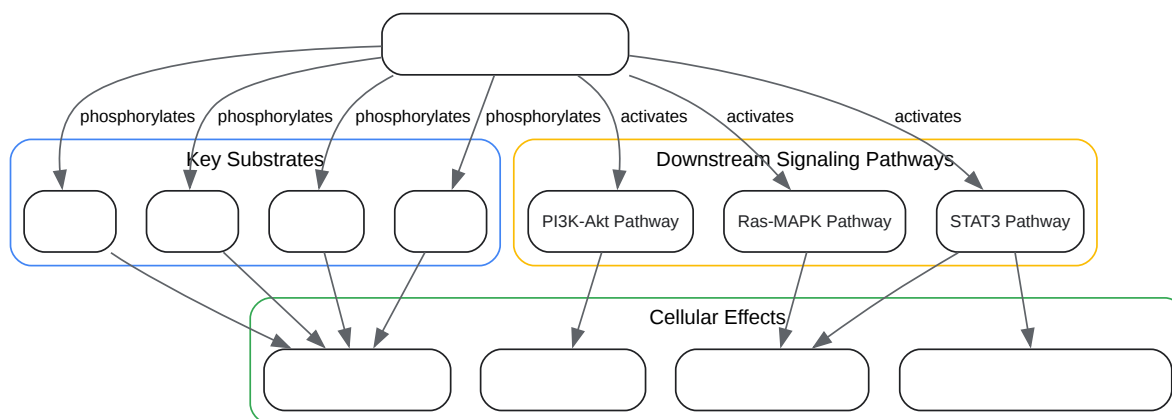 phosphorylates
phosphorylates
phosphorylates
phosphorylates
activates
activates
activates
Key Substrates
Downstream Signaling Pathways
PI3K-Akt Pathway
Ras-MAPK Pathway
STAT3 Pathway
Cellular Effects